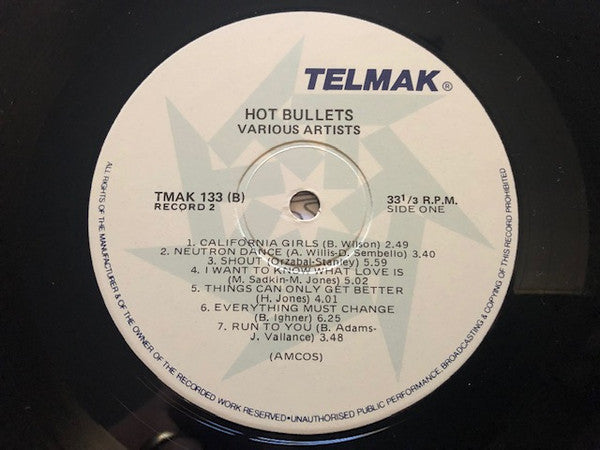 TELMAK®
HOT BULLETS
VARIOUS ARTISTS
TMAK 133 (B)
RECORD 2
33 1/3 R.P.M.
SIDE ONE
1. CALIFORNIA GIRLS (B. Wilson) 2.49
2. NEUTRON DANCE (A. Willis-D. Sembello) 3.40
3. SHOUT (Orzabal-Stanley) 5.59
4. I WANT TO KNOW WHAT LOVE IS
(M. Sadkin-M. Jones) 5.02
5. THINGS CAN ONLY GET BETTER
(H. Jones) 4.01
6. EVERYTHING MUST CHANGE
(B. Ighner) 6.25
7. RUN TO YOU (B. Adams-
J. Vallance) 3.48
(AMCOS)
ALL RIGHTS OF THE MANUFACTURER & OF THE OWNER OF THE RECORDED WORK RESERVED•UNAUTHORISED PUBLIC PERFORMANCE, BROADCASTING & COPYING OF THIS RECORD PROHIBITED